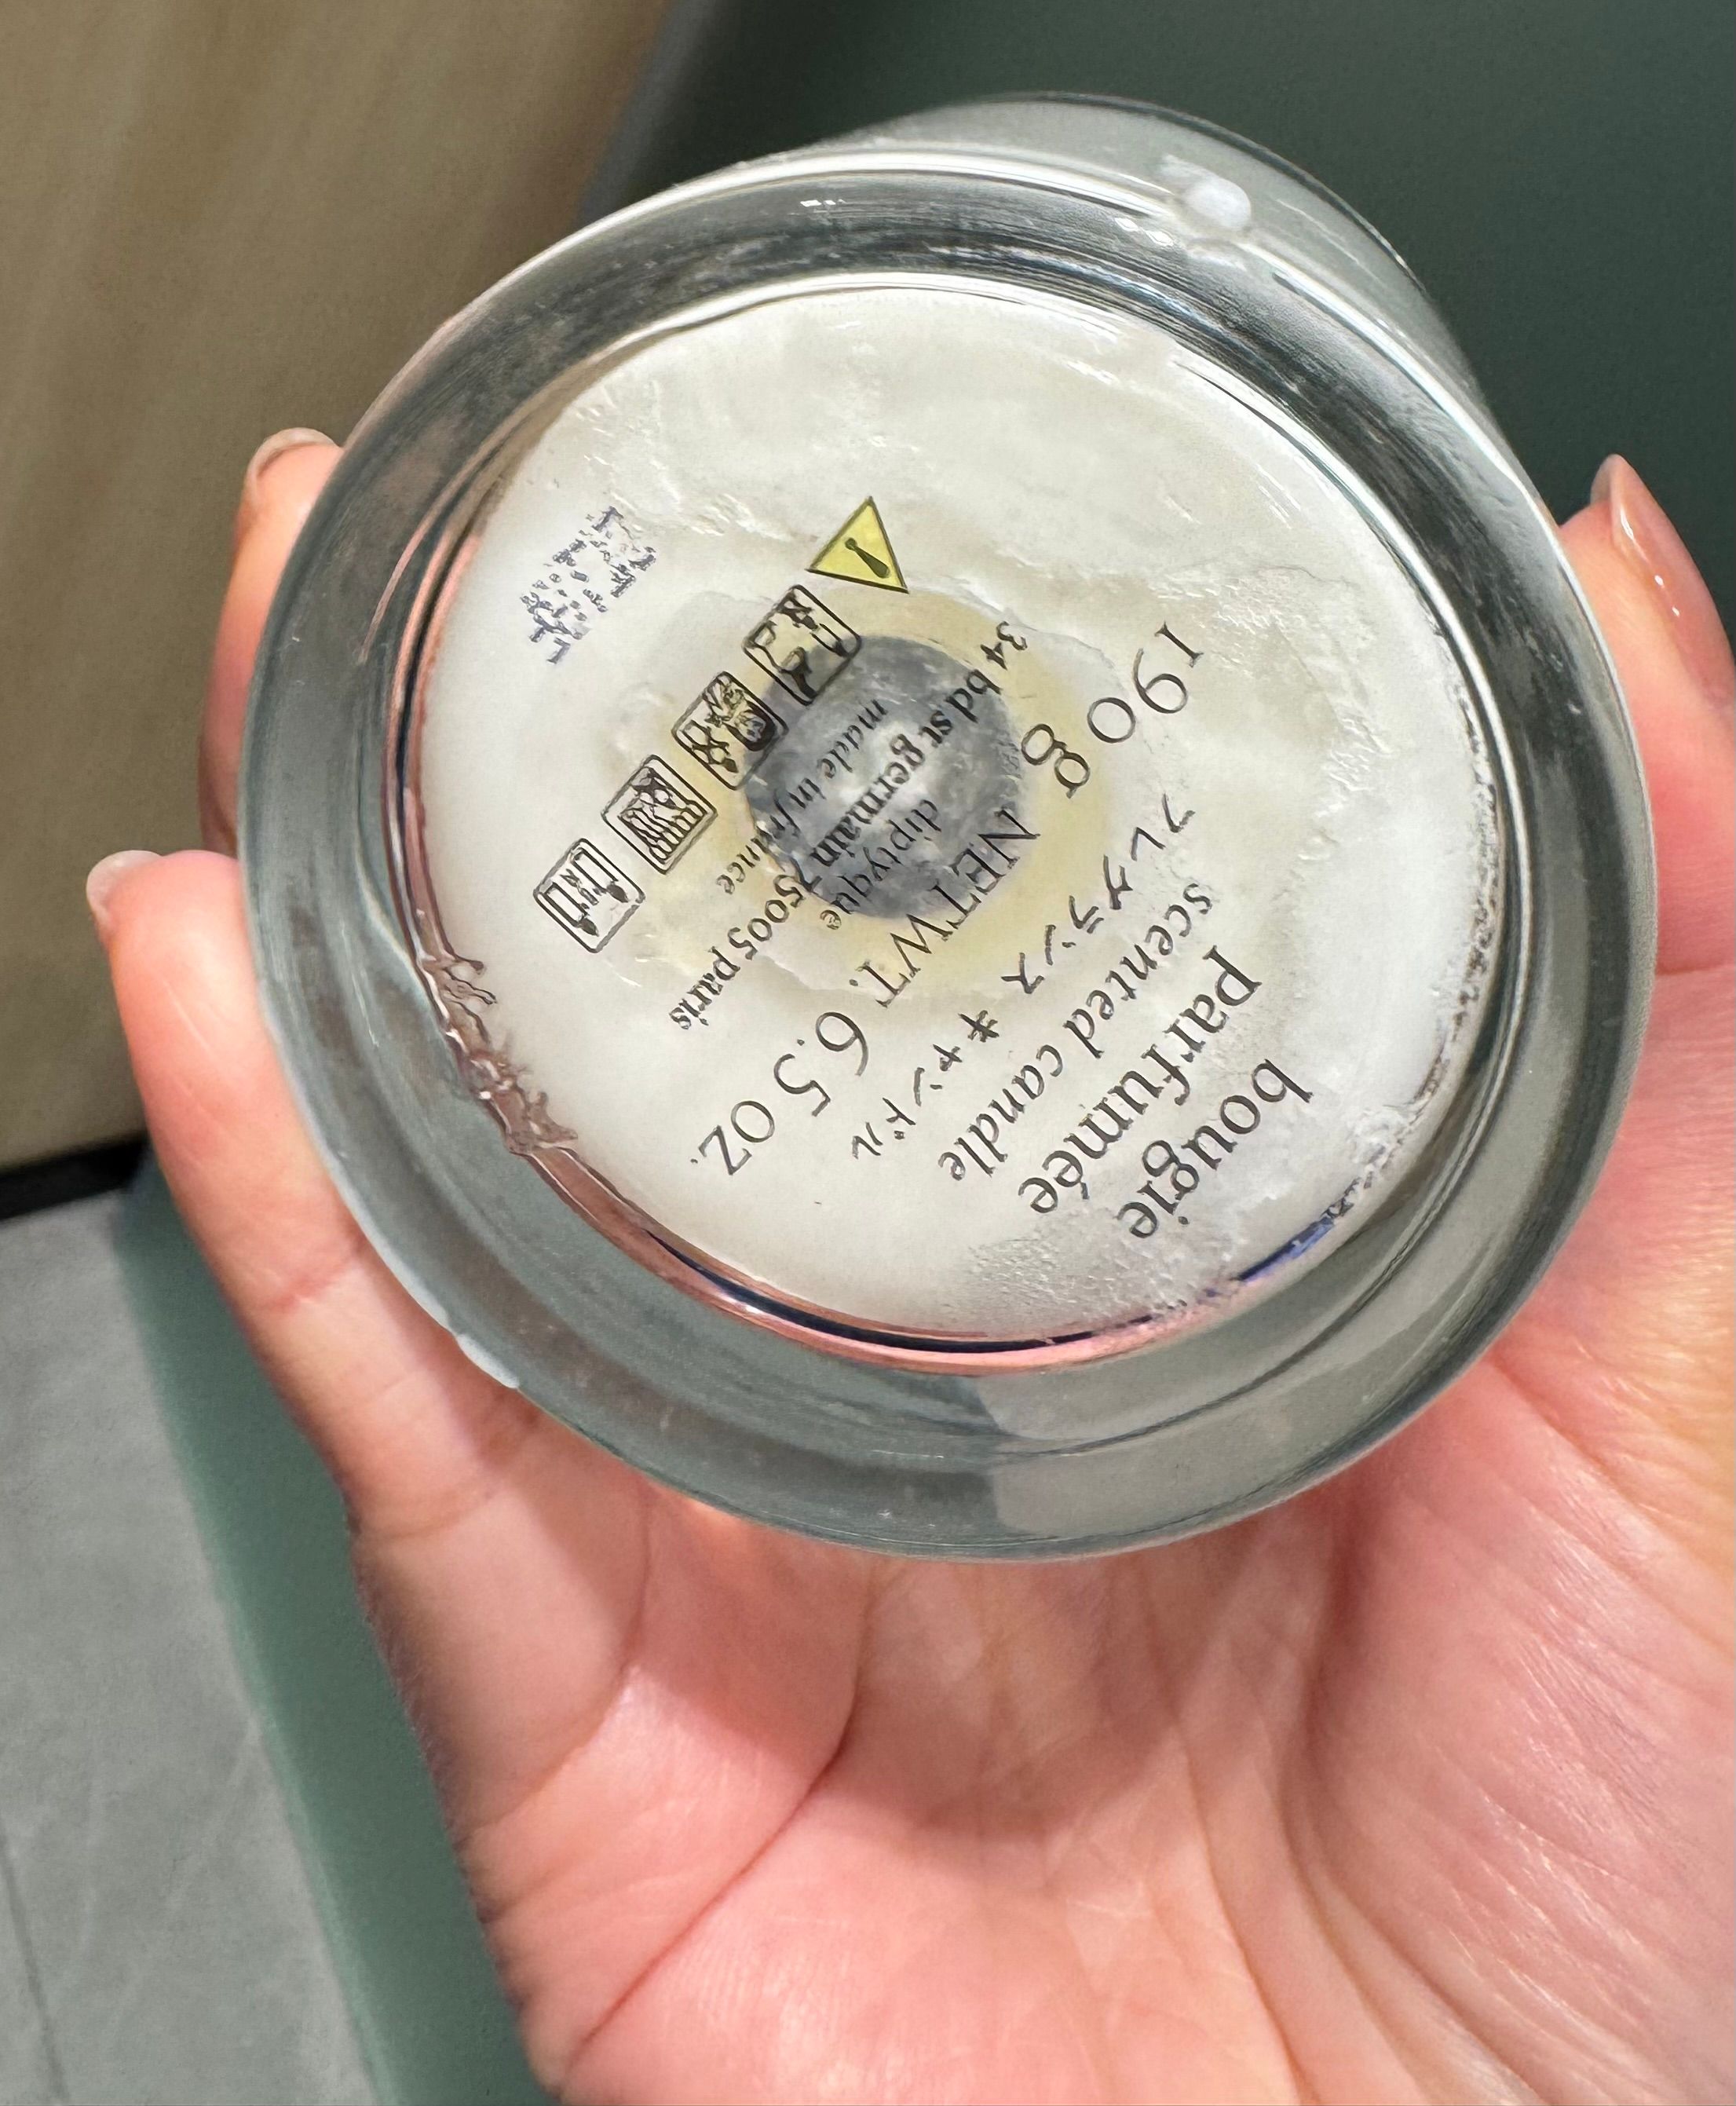 bougie
parfumée
scented candle
フレグランス キャンドル
190 g NET WT. 6.5 OZ.
diptyque®
34 bd st germain 75005 paris
made in france